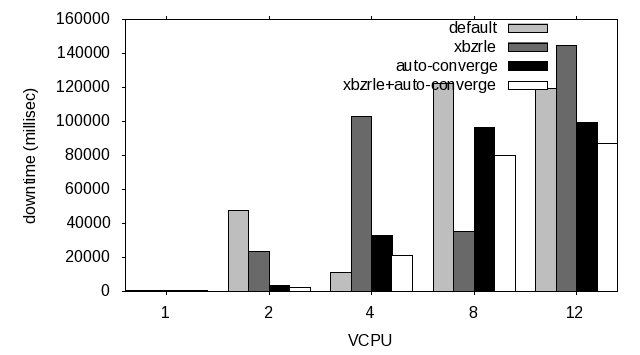 160000
140000
120000
100000
80000
60000
40000
20000
0
downtime (millisec)
default
xbzrle
auto-converge
xbzrle+auto-converge
1 2 4 8 12
VCPU